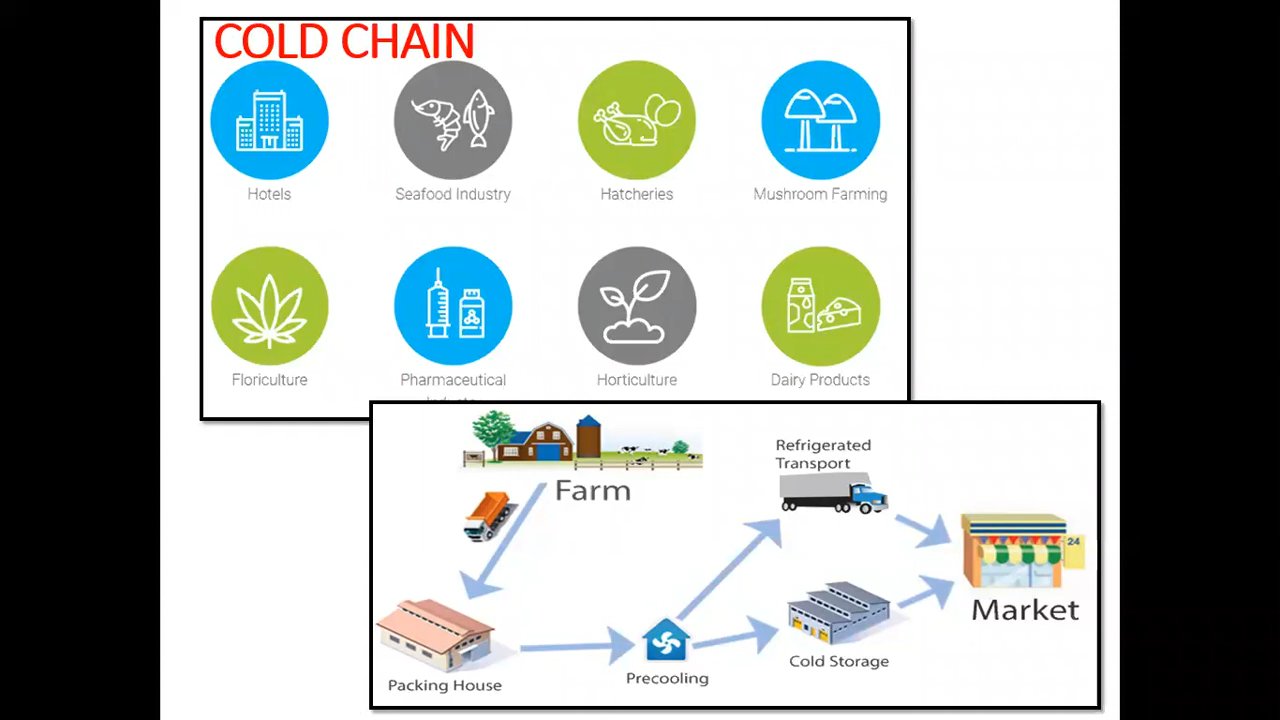 COLD CHAIN
Hotels
Seafood Industry
Hatcheries
Mushroom Farming
Floriculture
Pharmaceutical
Horticulture
Dairy Products
Farm
Refrigerated
Transport
24
Market
Cold Storage
Precooling
Packing House